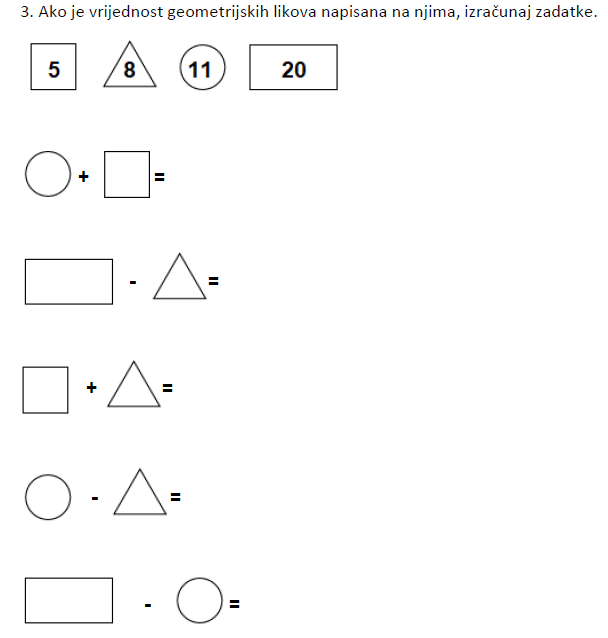 3. Ako je vrijednost geometrijskih likova napisana na njima, izračunaj zadatke.
5 8 11 20
+ =
- =
+ =
- =
- =